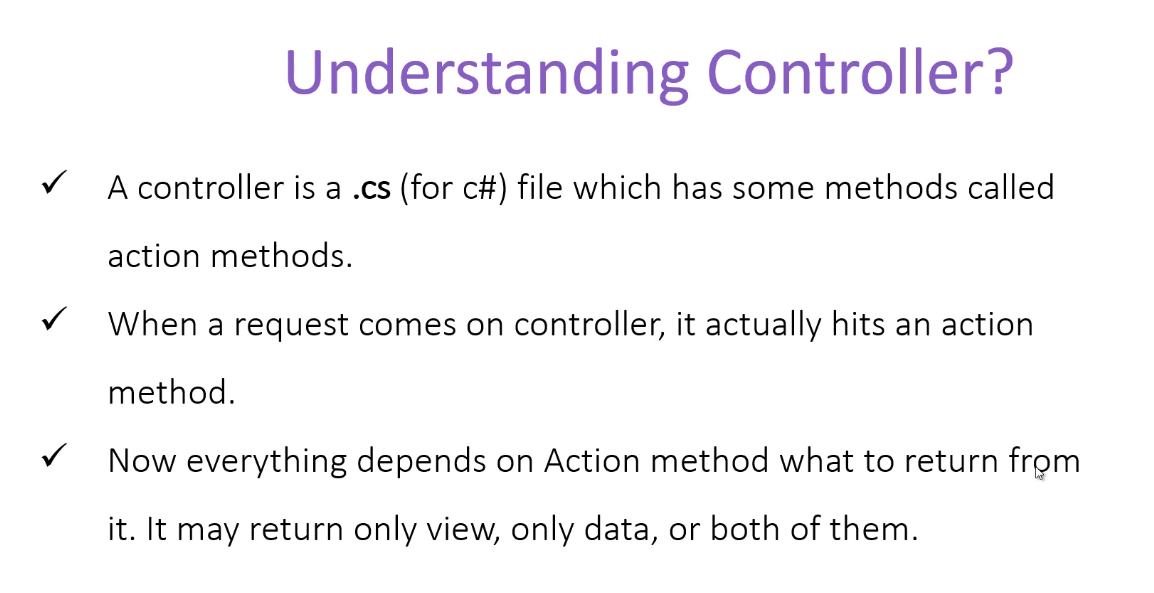 Understanding Controller?
✓ A controller is a .cs (for c#) file which has some methods called
action methods.
✓ When a request comes on controller, it actually hits an action
method.
✓ Now everything depends on Action method what to return from
it. It may return only view, only data, or both of them.